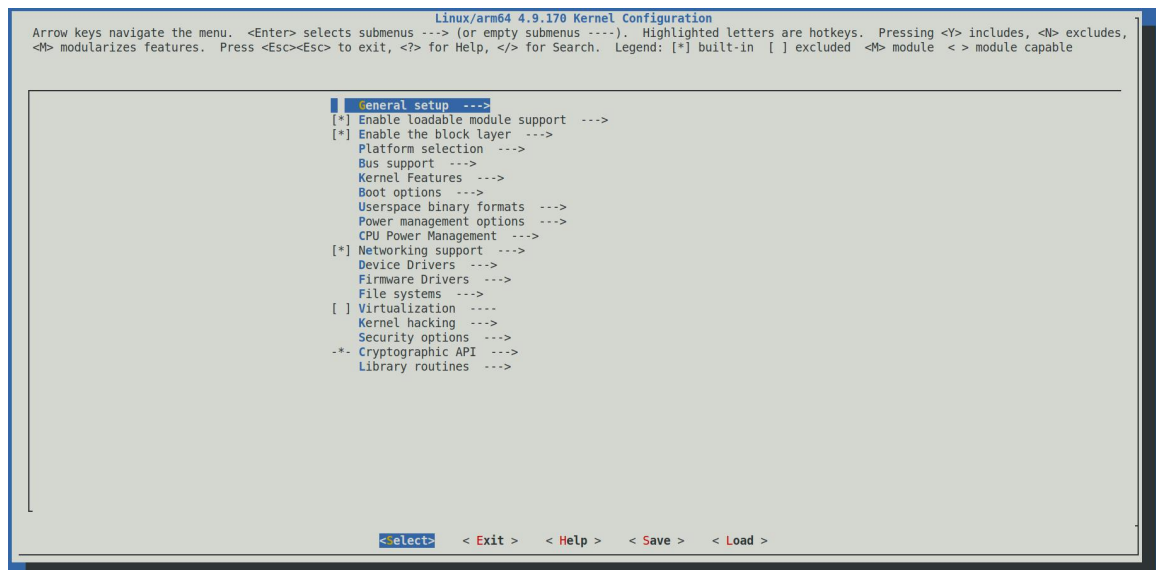 Linux/arm64 4.9.170 Kernel Configuration
Arrow keys navigate the menu.  <Enter> selects submenus ---> (or empty submenus ----).  Highlighted letters are hotkeys.  Pressing <Y> includes, <N> excludes,
<M> modularizes features.  Press <Esc><Esc> to exit, <?> for Help, </> for Search.  Legend: [*] built-in  [ ] excluded  <M> module  < > module capable
General setup  --->
[*] Enable loadable module support  --->
[*] Enable the block layer  --->
Platform selection  --->
Bus support  --->
Kernel Features  --->
Boot options  --->
Userspace binary formats  --->
Power management options  --->
CPU Power Management  --->
[*] Networking support  --->
Device Drivers  --->
Firmware Drivers  --->
File systems  --->
[ ] Virtualization  ----
Kernel hacking  --->
Security options  --->
-*- Cryptographic API  --->
Library routines  --->
<Select>    < Exit >    < Help >    < Save >    < Load >